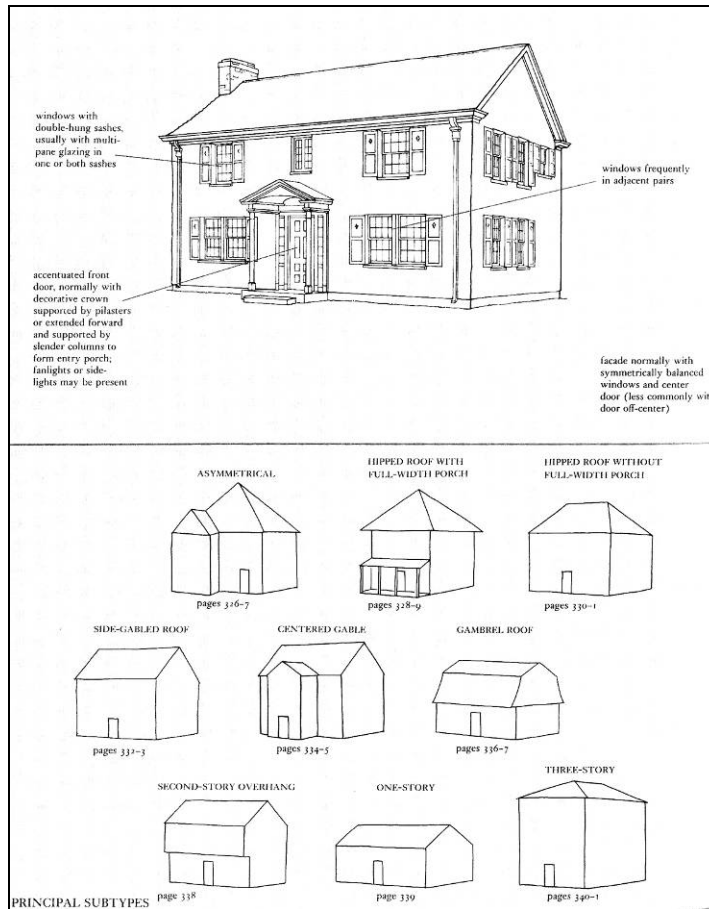 windows with
double-hung sashes,
usually with multi-
pane glazing in
one or both sashes
windows frequently
in adjacent pairs
accentuated front
door, normally with
decorative crown
supported by pilasters
or extended forward
and supported by
slender columns to
form entry porch;
fanlights or side-
lights may be present
facade normally with
symmetrically balanced
windows and center
door (less commonly wit
door off-center)
ASYMMETRICAL
pages 326-7
HIPPED ROOF WITH
FULL-WIDTH PORCH
pages 328-9
HIPPED ROOF WITHOUT
FULL-WIDTH PORCH
pages 330-1
SIDE-GABLED ROOF
pages 332-3
CENTERED GABLE
pages 334-5
GAMBREL ROOF
pages 336-7
SECOND-STORY OVERHANG
page 338
ONE-STORY
page 339
THREE-STORY
pages 340-1
PRINCIPAL SUBTYPES